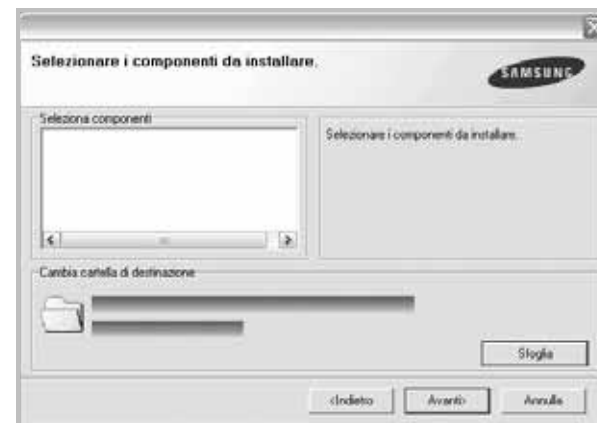 Selezionare i componenti da installare.
SAMSUNG
Seleziona componenti
Selezionare i componenti da installare.
Cambia cartella di destinazione
Sfoglia
<Indietro
Avanti>
Annulla